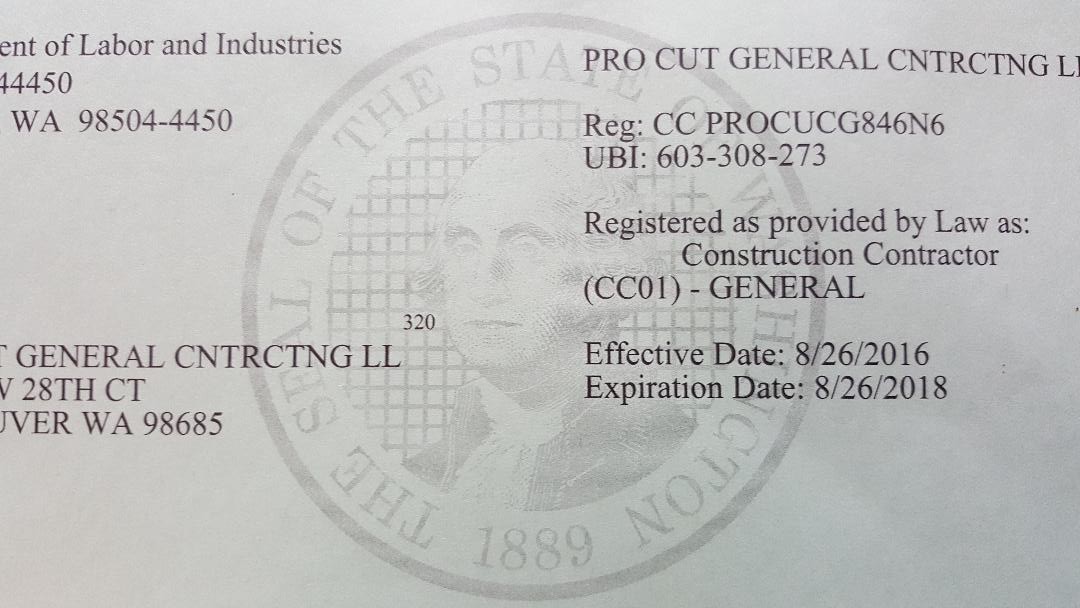 ent of Labor and Industries
44450
WA 98504-4450
PRO CUT GENERAL CNTRCTNG LL
Reg: CC PROCUCG846N6
UBI: 603-308-273
Registered as provided by Law as:
Construction Contractor
(CC01) - GENERAL
Effective Date: 8/26/2016
Expiration Date: 8/26/2018
320
T GENERAL CNTRCTNG LL
W 28TH CT
UVER WA 98685
THE SEAL OF THE STATE OF WASHINGTON
1889